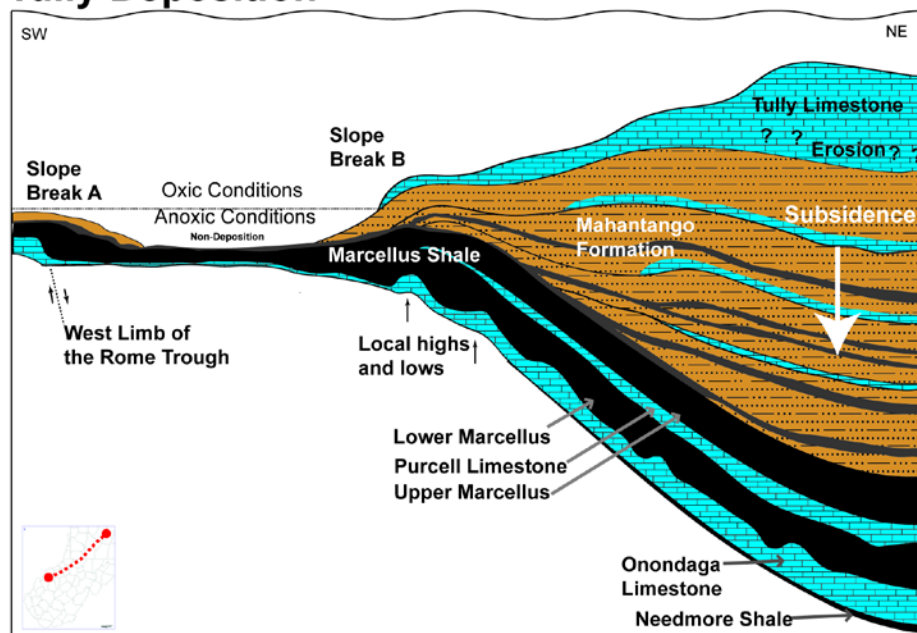 Tully Deposition
SW
NE
Tully Limestone
? ?
Erosion ? ?
Slope
Break B
Slope
Break A
Oxic Conditions
Anoxic Conditions
Non-Deposition
Subsidence
Mahantango
Formation
Marcellus Shale
West Limb of
the Rome Trough
Local highs
and lows
Lower Marcellus
Purcell Limestone
Upper Marcellus
Onondaga
Limestone
Needmore Shale